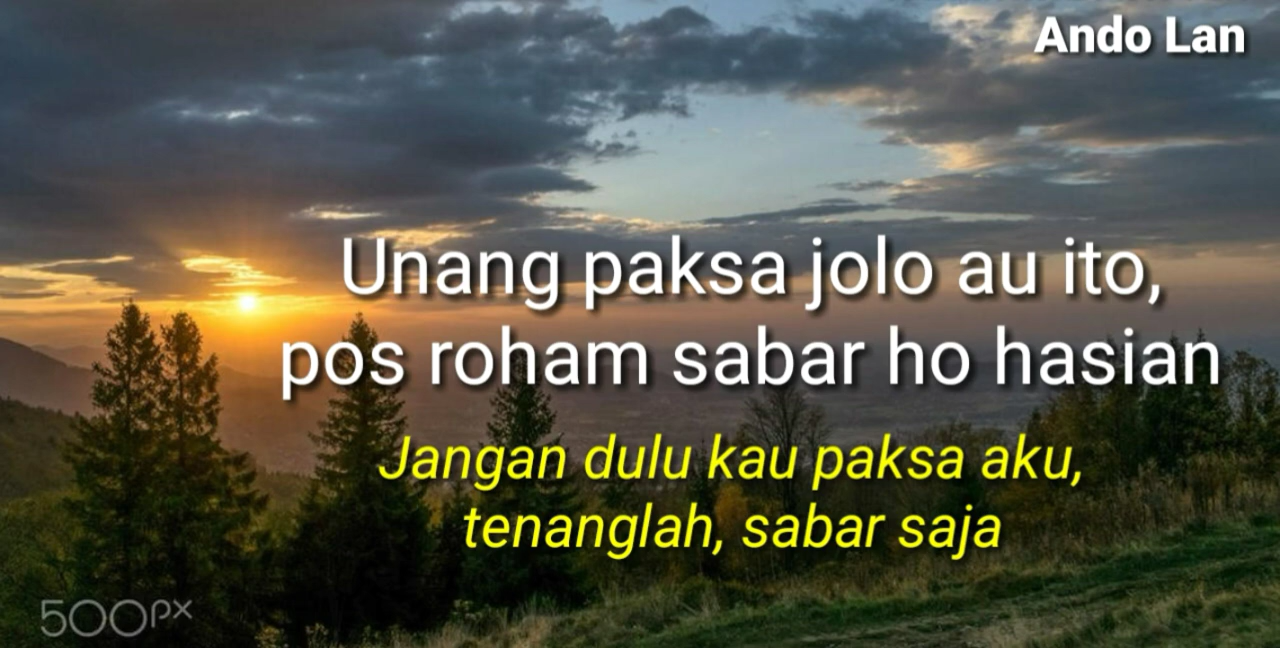 Ando Lan
Unang paksa jolo au ito,
pos roham sabar ho hasian
Jangan dulu kau paksa aku,
tenanglah, sabar saja
500px